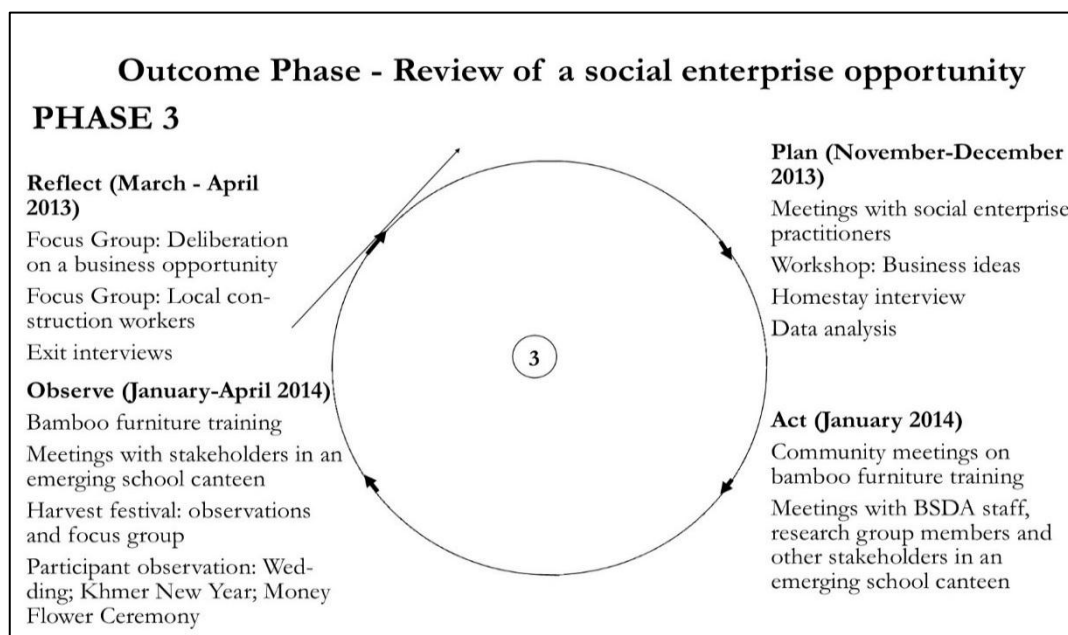 Outcome Phase - Review of a social enterprise opportunity
PHASE 3
Reflect (March - April
2013)
Focus Group: Deliberation
on a business opportunity
Focus Group: Local con-
struction workers
Exit interviews
Observe (January-April 2014)
Bamboo furniture training
Meetings with stakeholders in an
emerging school canteen
Harvest festival: observations
and focus group
Participant observation: Wed-
ding; Khmer New Year; Money
Flower Ceremony
3
Plan (November-December
2013)
Meetings with social enterprise
practitioners
Workshop: Business ideas
Homestay interview
Data analysis
Act (January 2014)
Community meetings on
bamboo furniture training
Meetings with BSDA staff,
research group members and
other stakeholders in an
emerging school canteen